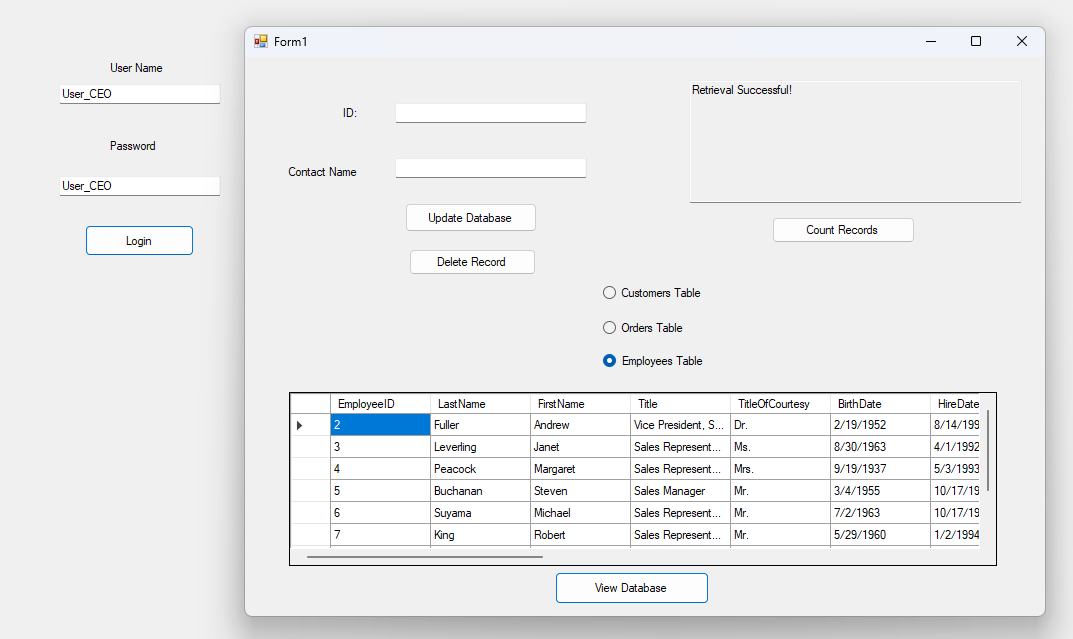 User Name
User_CEO
Password
User_CEO
Login
Form1
ID:
Contact Name
Update Database
Delete Record
Retrieval Successful!
Count Records
Customers Table
Orders Table
Employees Table
EmployeeID LastName FirstName Title TitleOfCourtesy BirthDate HireDate
2 Fuller Andrew Vice President, S... Dr. 2/19/1952 8/14/199
3 Leverling Janet Sales Represent... Ms. 8/30/1963 4/1/1992
4 Peacock Margaret Sales Represent... Mrs. 9/19/1937 5/3/1993
5 Buchanan Steven Sales Manager Mr. 3/4/1955 10/17/19
6 Suyama Michael Sales Represent... Mr. 7/2/1963 10/17/19
7 King Robert Sales Represent... Mr. 5/29/1960 1/2/1994
View Database